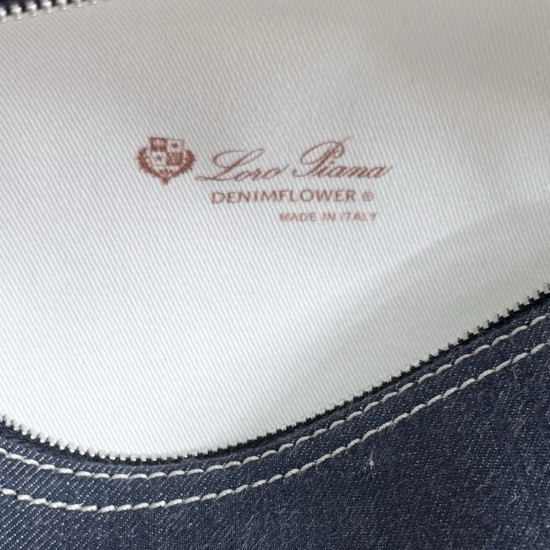 Loro Piana
DENIMFLOWER ®
MADE IN ITALY